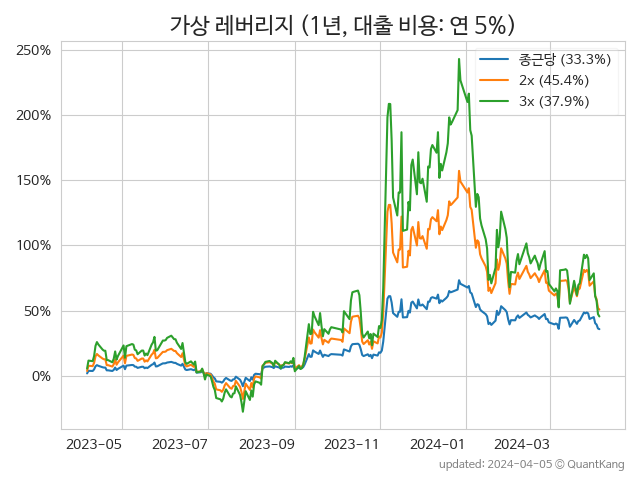 가상 레버리지 (1년, 대출 비용: 연 5%)
250%
200%
150%
100%
50%
0%
종근당 (33.3%)
2x (45.4%)
3x (37.9%)
2023-05 2023-07 2023-09 2023-11 2024-01 2024-03
updated: 2024-04-05 © QuantKang